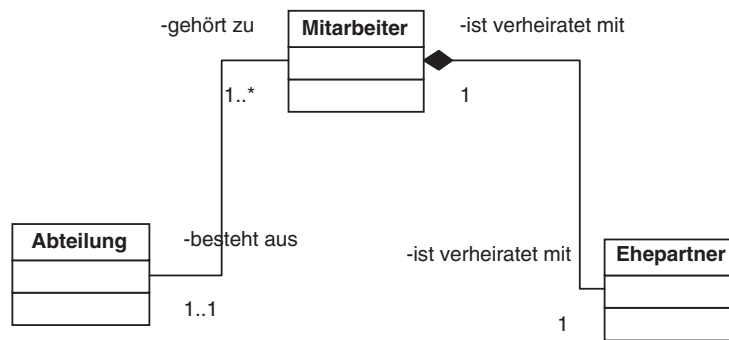 -gehört zu
Mitarbeiter
-ist verheiratet mit
1..*
1
Abteilung
-besteht aus
-ist verheiratet mit
Ehepartner
1..1
1